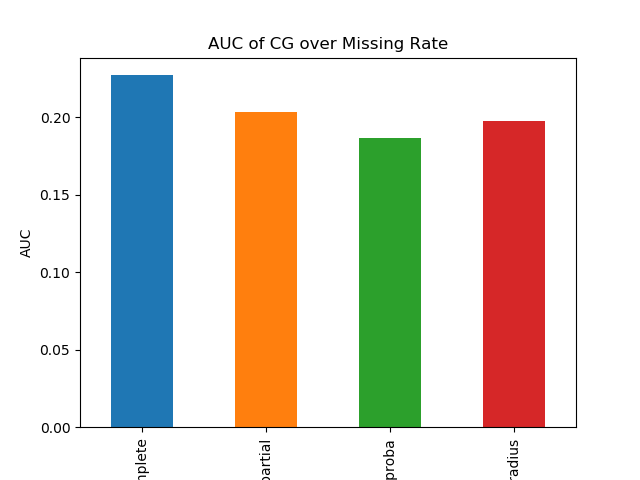 AUC of CG over Missing Rate
AUC
0.20
0.15
0.10
0.05
0.00
nplete
partial
proba
radius